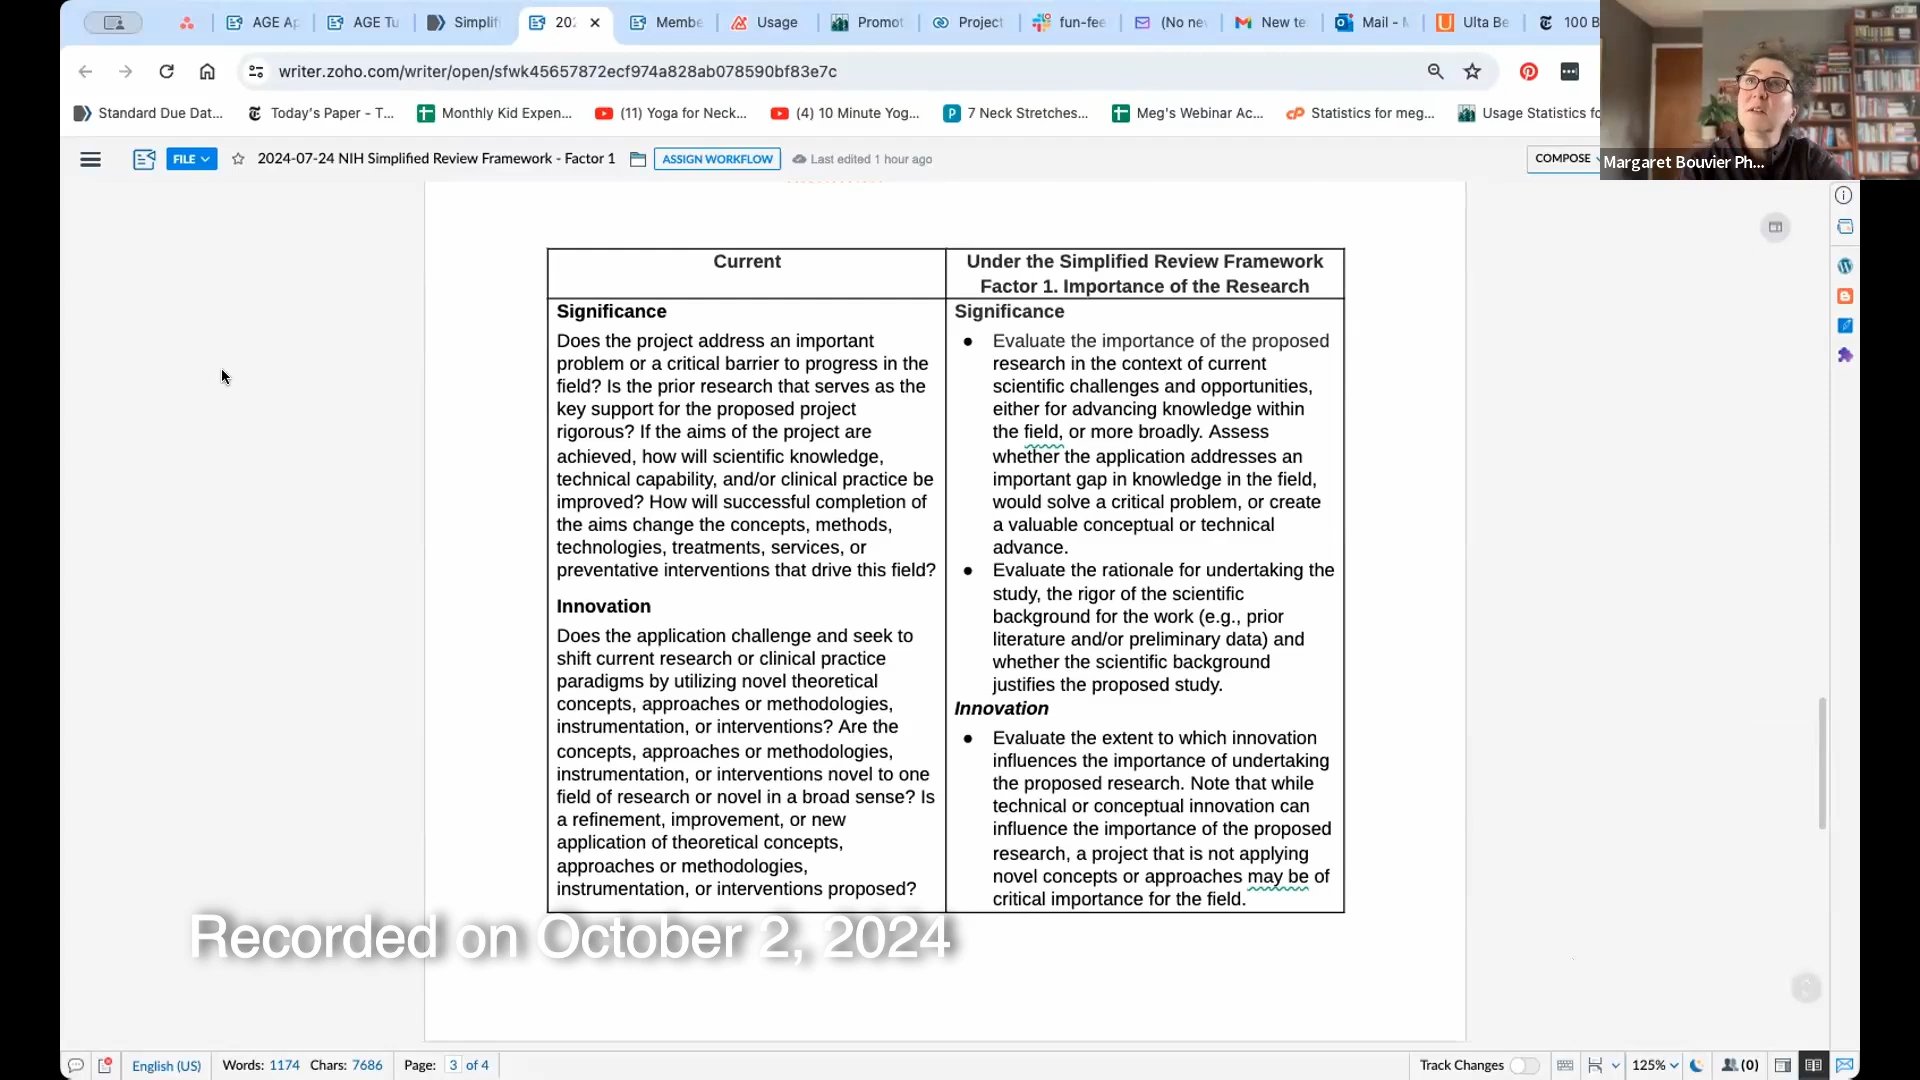 AGE Ap
AGE Tu
Simplifi
202
Membe
Usage
Promot
Project
fun-fee
(No ne
New te
Mail -
Ulta Be
100 B
writer.zoho.com/writer/open/sfwk45657872ecf974a828ab078590bf83e7c
Standard Due Dat...
Today's Paper - T...
Monthly Kid Expen...
(11) Yoga for Neck...
(4) 10 Minute Yog...
7 Neck Stretches...
Meg's Webinar Ac...
Statistics for meg...
Usage Statistics fo
FILE
2024-07-24 NIH Simplified Review Framework - Factor 1
ASSIGN WORKFLOW
Last edited 1 hour ago
COMPOSE
Margaret Bouvier Ph...
Current
Under the Simplified Review Framework
Factor 1. Importance of the Research
Significance
Does the project address an important
problem or a critical barrier to progress in the
field? Is the prior research that serves as the
key support for the proposed project
rigorous? If the aims of the project are
achieved, how will scientific knowledge,
technical capability, and/or clinical practice be
improved? How will successful completion of
the aims change the concepts, methods,
technologies, treatments, services, or
preventative interventions that drive this field?
Innovation
Does the application challenge and seek to
shift current research or clinical practice
paradigms by utilizing novel theoretical
concepts, approaches or methodologies,
instrumentation, or interventions? Are the
concepts, approaches or methodologies,
instrumentation, or interventions novel to one
field of research or novel in a broad sense? Is
a refinement, improvement, or new
application of theoretical concepts,
approaches or methodologies,
instrumentation, or interventions proposed?
Significance
● Evaluate the importance of the proposed
research in the context of current
scientific challenges and opportunities,
either for advancing knowledge within
the field, or more broadly. Assess
whether the application addresses an
important gap in knowledge in the field,
would solve a critical problem, or create
a valuable conceptual or technical
advance.
● Evaluate the rationale for undertaking the
study, the rigor of the scientific
background for the work (e.g., prior
literature and/or preliminary data) and
whether the scientific background
justifies the proposed study.
Innovation
● Evaluate the extent to which innovation
influences the importance of undertaking
the proposed research. Note that while
technical or conceptual innovation can
influence the importance of the proposed
research, a project that is not applying
novel concepts or approaches may be of
critical importance for the field.
Recorded on October 2, 2024
English (US)
Words: 1174 Chars: 7686
Page: 3 of 4
Track Changes
125%
(0)